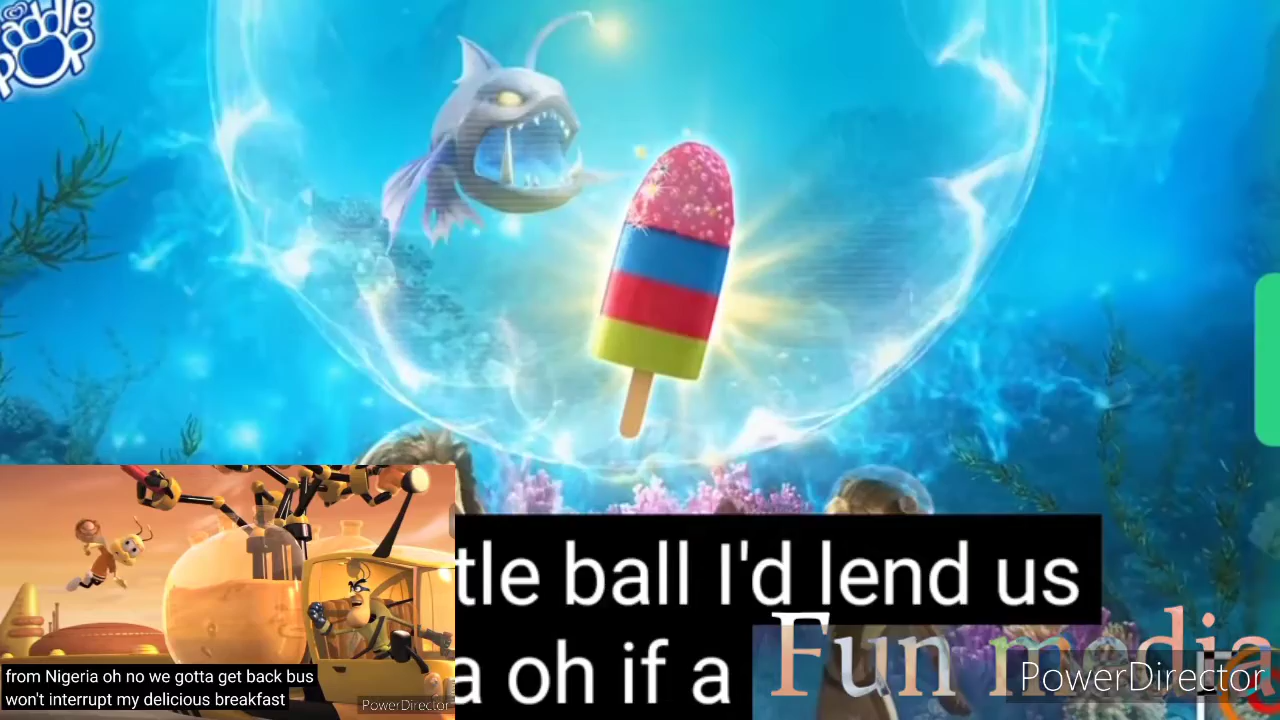 addle
POP
tle ball I'd lend us
a oh if a
Fun media
PowerDirector
from Nigeria oh no we gotta get back bus
won't interrupt my delicious breakfast
PowerDirector